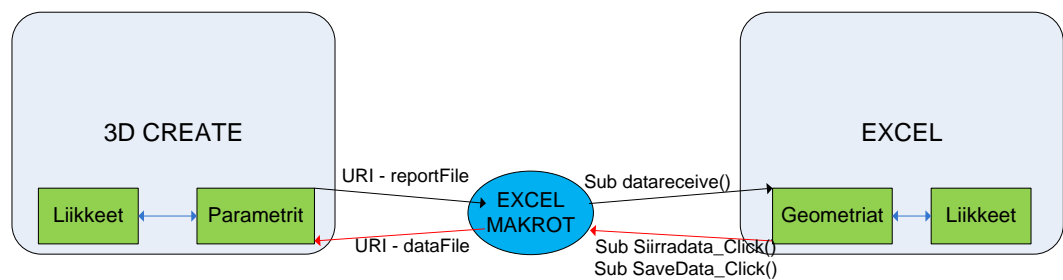 3D CREATE
EXCEL
URI - reportFile
Sub datareceive()
Liikkeet
Parametrit
EXCEL
MAKROT
Geometriat
Liikkeet
URI - dataFile
Sub Siirradata_Click()
Sub SaveData_Click()